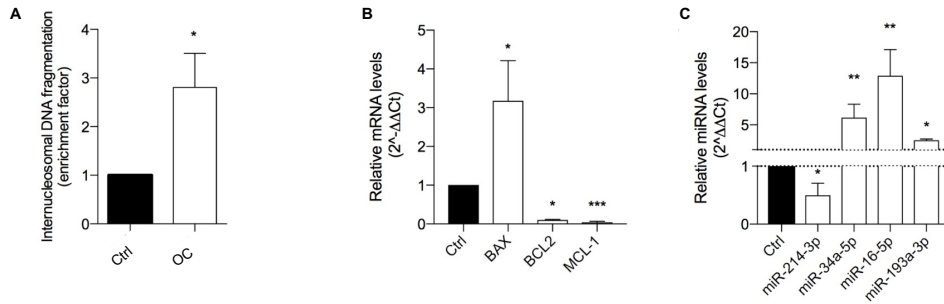 A
Internucleosomal DNA fragmentation
(enrichment factor)
4
3
2
1
0
*
Ctrl
OC
B
Relative mRNA levels
(2^-ΔΔCt)
5
4
3
2
1
0
*
*
***
Ctrl
BAX
BCL2
MCL-1
C
Relative miRNA levels
(2^ΔΔCt)
20
15
10
5
1
0
*
**
**
*
Ctrl
miR-214-3p
miR-34a-5p
miR-16-5p
miR-193a-3p